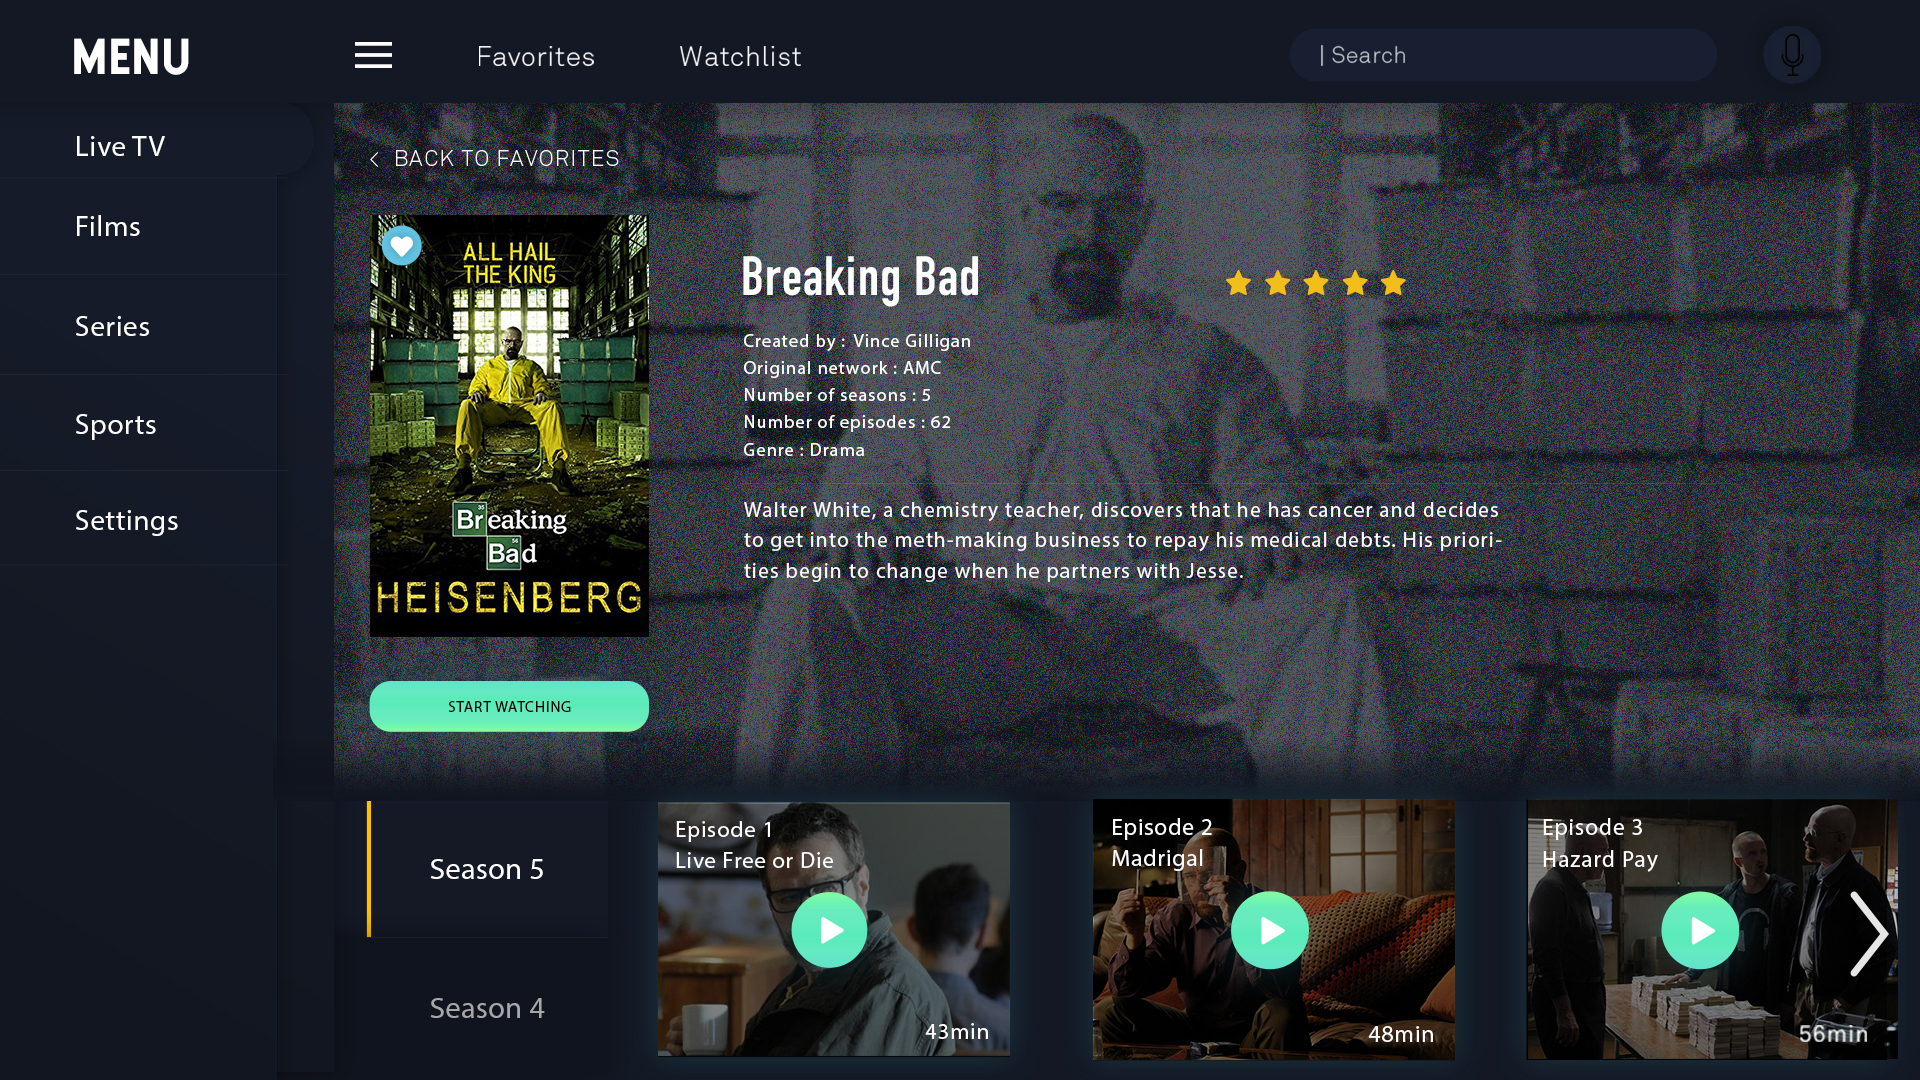 MENU
Favorites
Watchlist
| Search
Live TV
Films
Series
Sports
Settings
< BACK TO FAVORITES
ALL HAIL
THE KING
35
Breaking
56
Bad
HEISENBERG
START WATCHING
Breaking Bad
Created by : Vince Gilligan
Original network : AMC
Number of seasons : 5
Number of episodes : 62
Genre : Drama
Walter White, a chemistry teacher, discovers that he has cancer and decides
to get into the meth-making business to repay his medical debts. His priori-
ties begin to change when he partners with Jesse.
Season 5
Season 4
Episode 1
Live Free or Die
43min
Episode 2
Madrigal
48min
Episode 3
Hazard Pay
56min